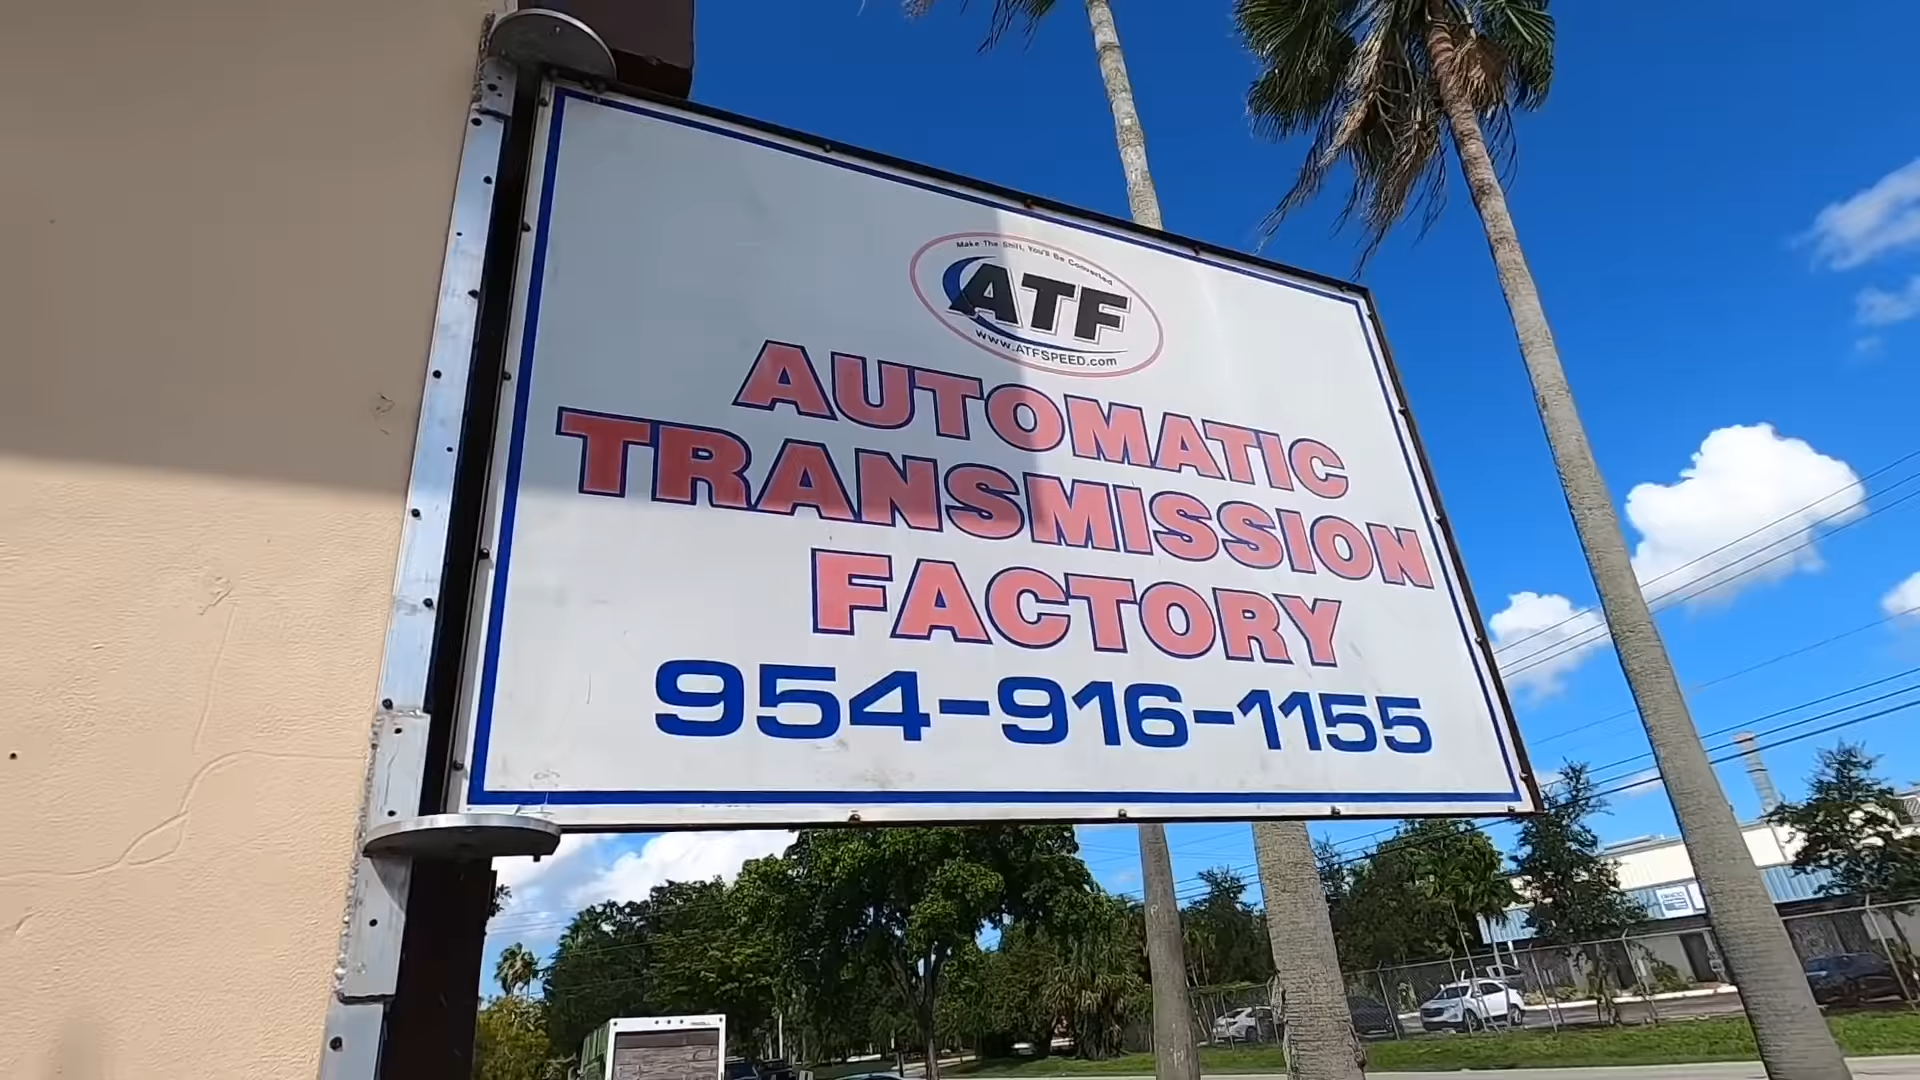 Make The Shift, You'll Be Converted
ATF
www.ATFSPEED.com
AUTOMATIC
TRANSMISSION
FACTORY
954-916-1155